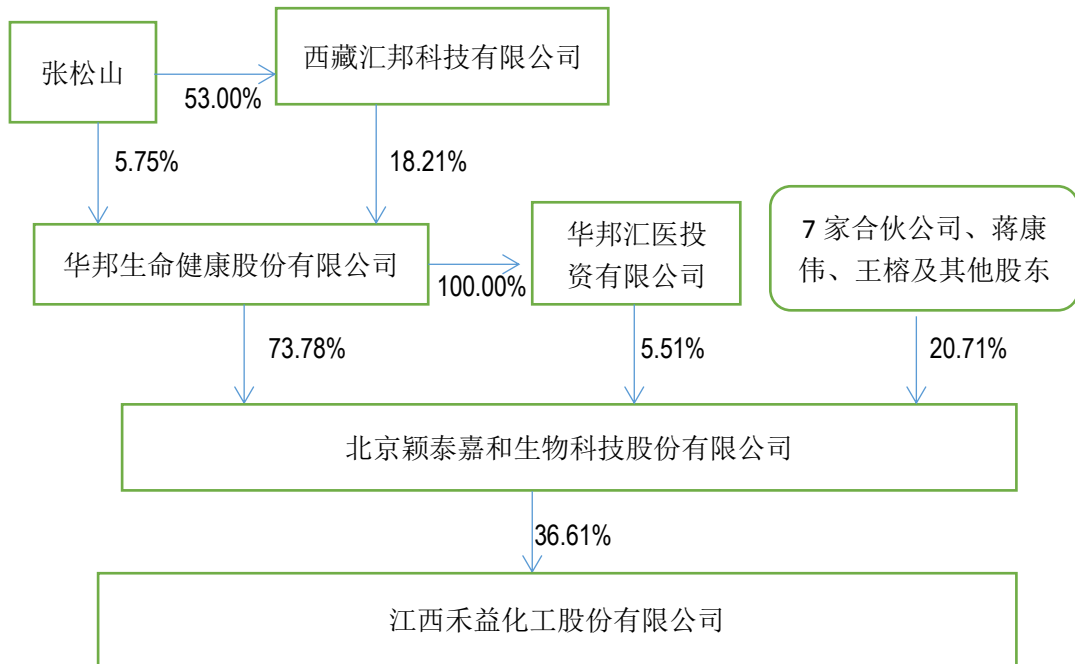 张松山
西藏汇邦科技有限公司
53.00%
5.75%
18.21%
华邦生命健康股份有限公司
100.00%
华邦汇医投
资有限公司
7 家合伙公司、蒋康
伟、王榕及其他股东
73.78%
5.51%
20.71%
北京颖泰嘉和生物科技股份有限公司
36.61%
江西禾益化工股份有限公司